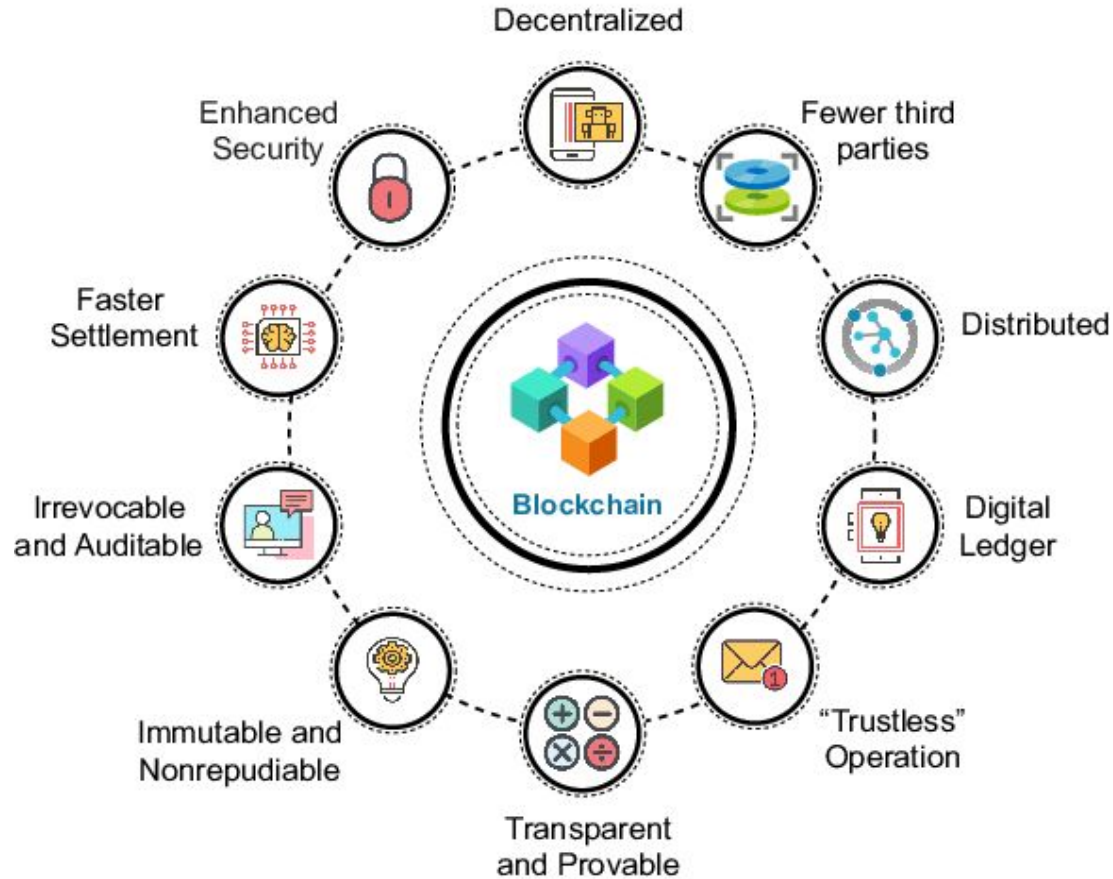 Decentralized
Fewer third
parties
Distributed
Digital
Ledger
“Trustless”
Operation
Transparent
and Provable
Immutable and
Nonrepudiable
Irrevocable
and Auditable
Faster
Settlement
Enhanced
Security
Blockchain
1